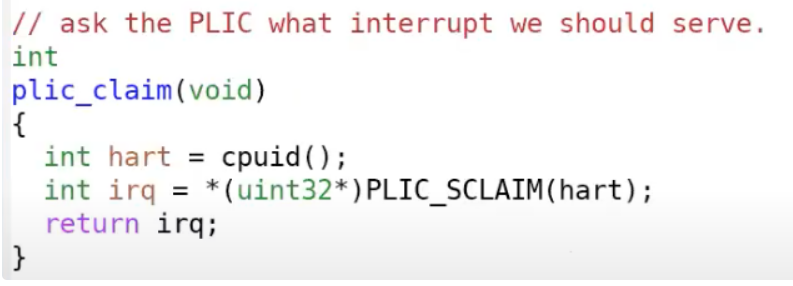 // ask the PLIC what interrupt we should serve.
int
plic_claim(void)
{
  int hart = cpuid();
  int irq = *(uint32*)PLIC_SCLAIM(hart);
  return irq;
}